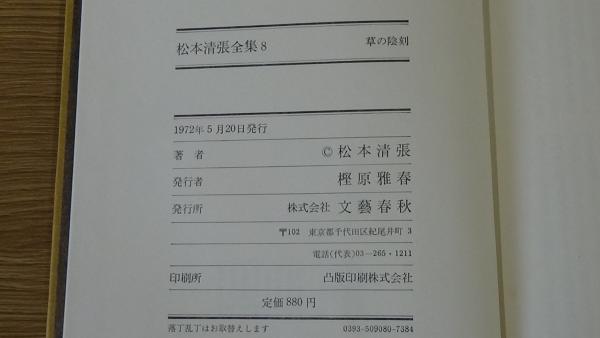 松本清張全集 8 草の陰刻
1972年5月20日発行
著者 © 松本清張
発行者 樫原雅春
発行所 株式会社 文藝春秋
〒102 東京都千代田区紀尾井町 3
電話(代表)03―265・1211
印刷所 凸版印刷株式会社
定価 880 円
落丁乱丁はお取替えします 0393-509080-7384